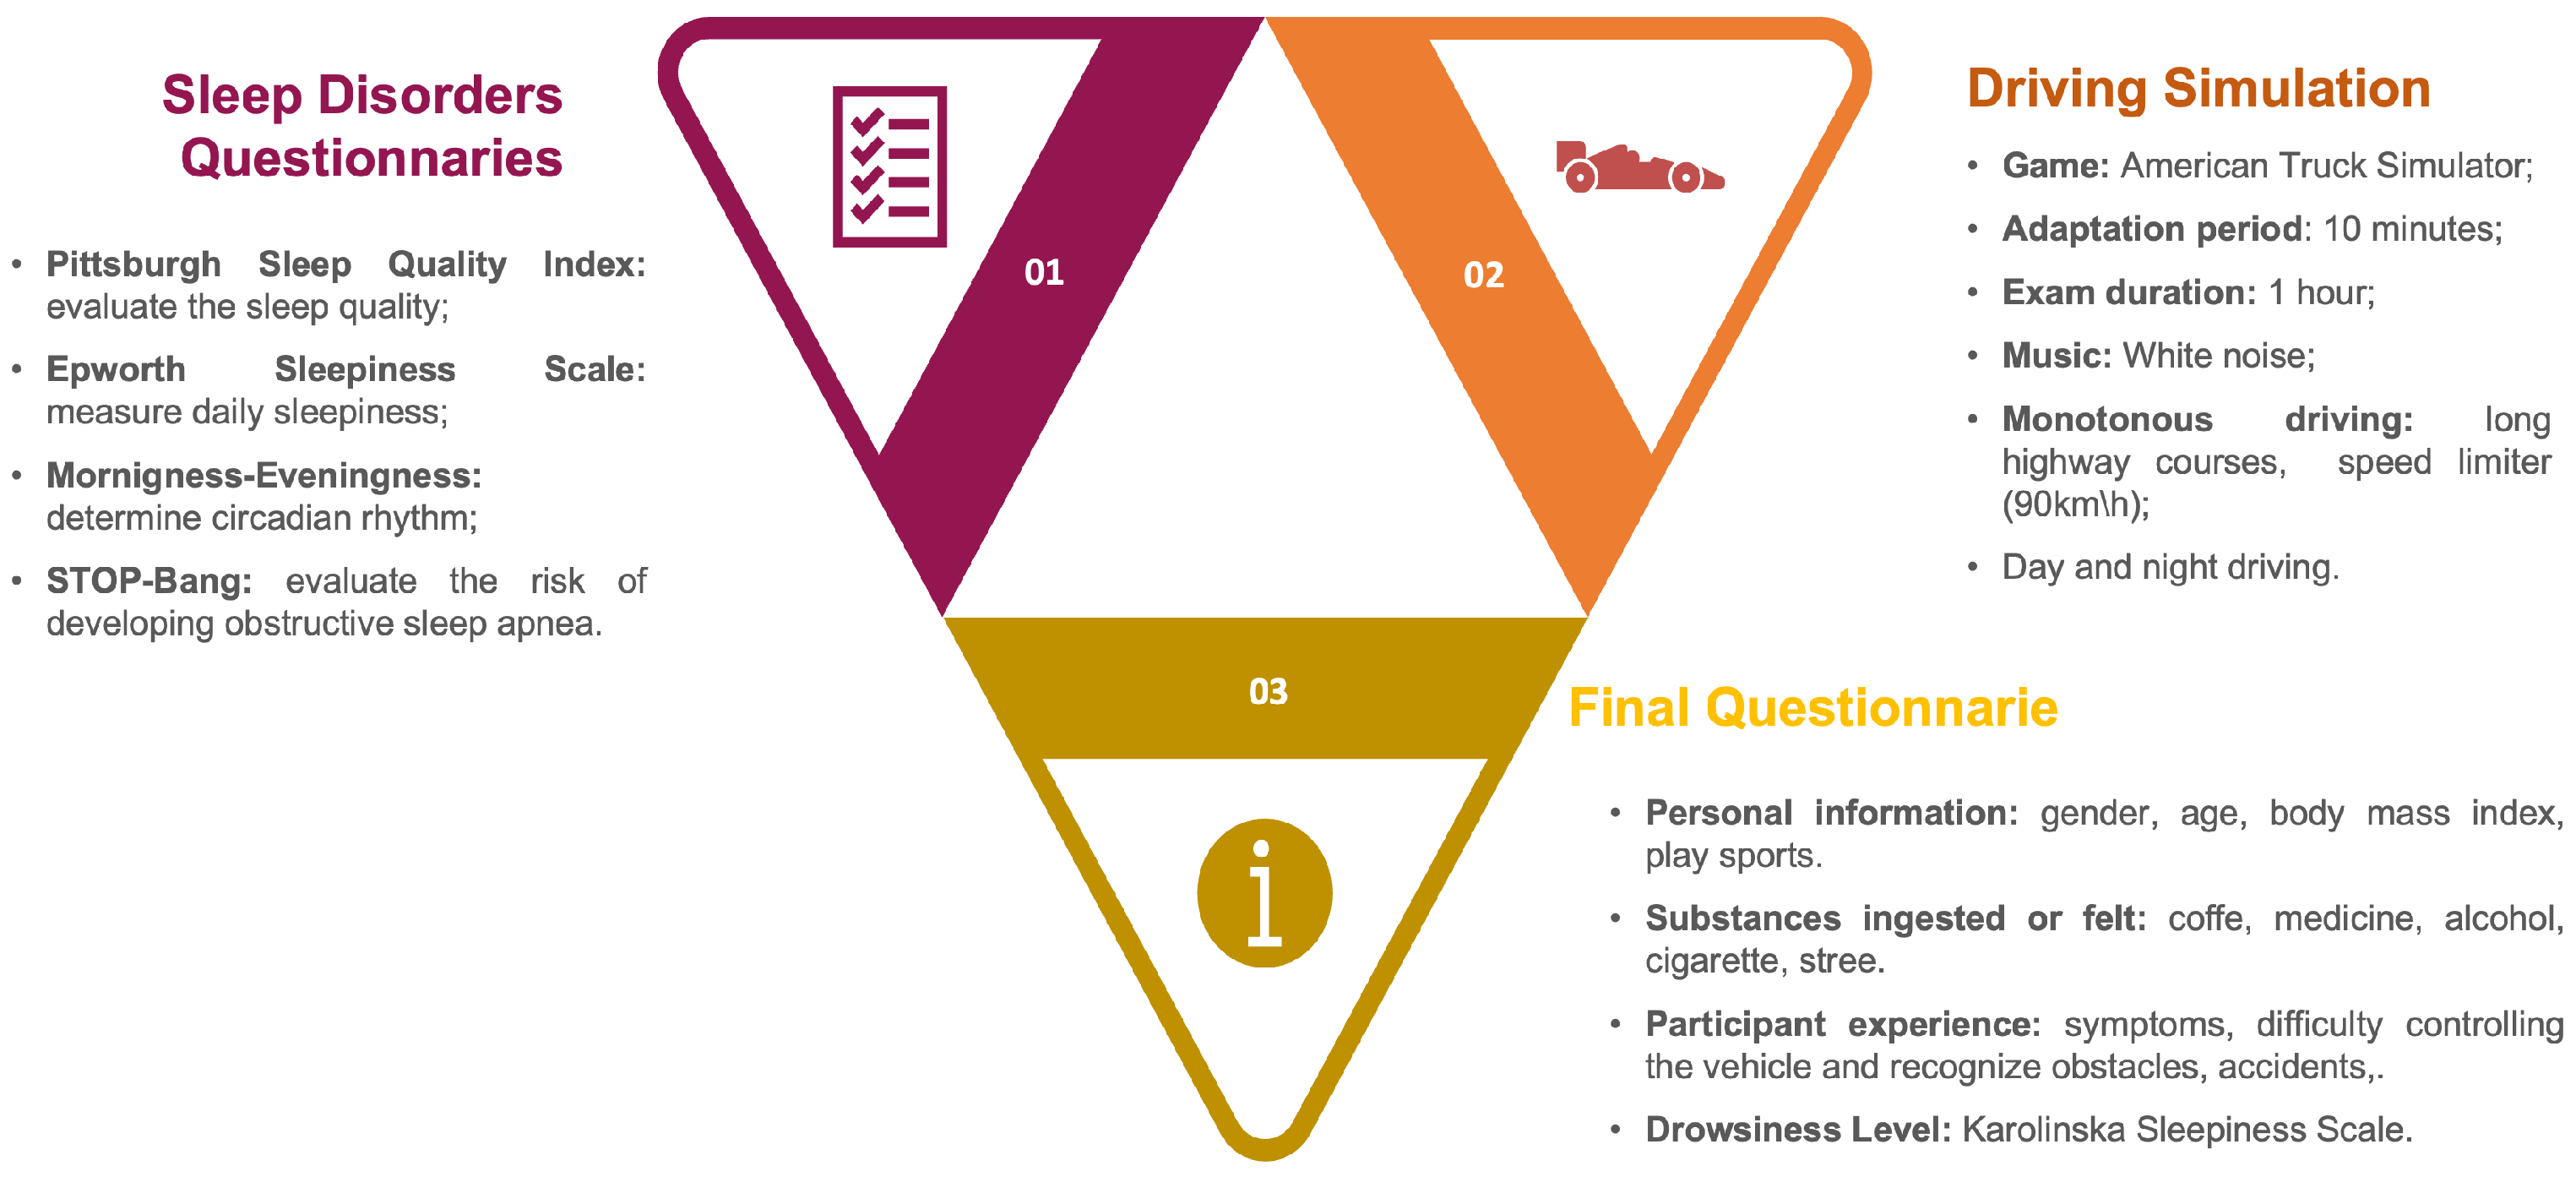 Sleep Disorders
Questionnaries
• Pittsburgh Sleep Quality Index:
evaluate the sleep quality;
• Epworth Sleepiness Scale:
measure daily sleepiness;
• Mornigness-Eveningness:
determine circadian rhythm;
• STOP-Bang: evaluate the risk of
developing obstructive sleep apnea.
01
02
Driving Simulation
• Game: American Truck Simulator;
• Adaptation period: 10 minutes;
• Exam duration: 1 hour;
• Music: White noise;
• Monotonous driving: long
highway courses, speed limiter
(90km\h);
• Day and night driving.
03
Final Questionnarie
• Personal information: gender, age, body mass index,
play sports.
• Substances ingested or felt: coffe, medicine, alcohol,
cigarette, stree.
• Participant experience: symptoms, difficulty controlling
the vehicle and recognize obstacles, accidents,.
• Drowsiness Level: Karolinska Sleepiness Scale.